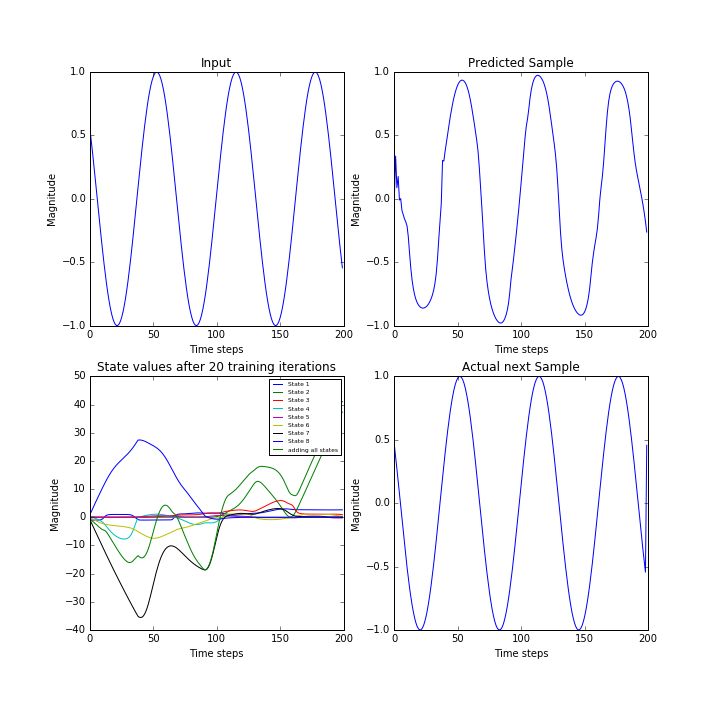 Input
Magnitude
1.0
0.5
0.0
−0.5
−1.0
0
50
100
150
200
Time steps
Predicted Sample
Magnitude
1.0
0.5
0.0
−0.5
−1.0
0
50
100
150
200
Time steps
State values after 20 training iterations
Magnitude
50
40
30
20
10
0
−10
−20
−30
−40
0
50
100
150
200
Time steps
State 1
State 2
State 3
State 4
State 5
State 6
State 7
State 8
adding all states
Actual next Sample
Magnitude
1.0
0.5
0.0
−0.5
−1.0
0
50
100
150
200
Time steps